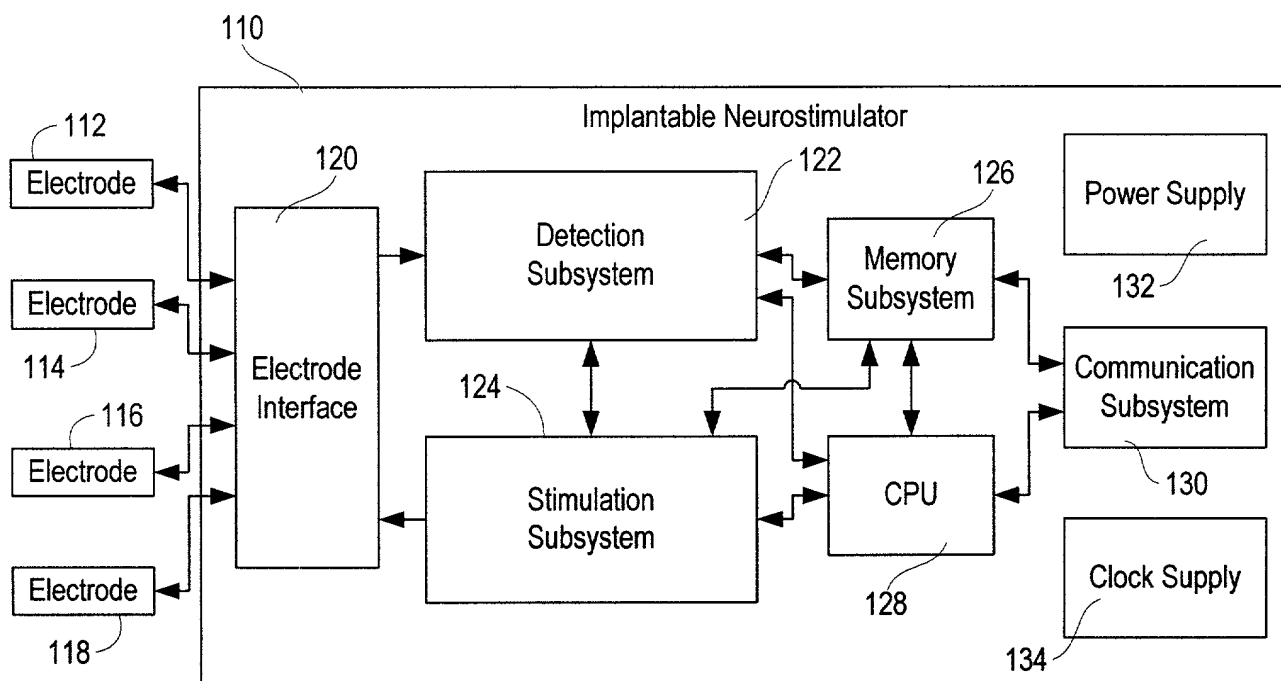 110
Implantable Neurostimulator
112
Electrode
120
122
126
Power Supply
132
Detection
Subsystem
Memory
Subsystem
Electrode
114
Electrode
Interface
124
Communication
Subsystem
130
116
Electrode
Stimulation
Subsystem
CPU
128
Electrode
118
Clock Supply
134